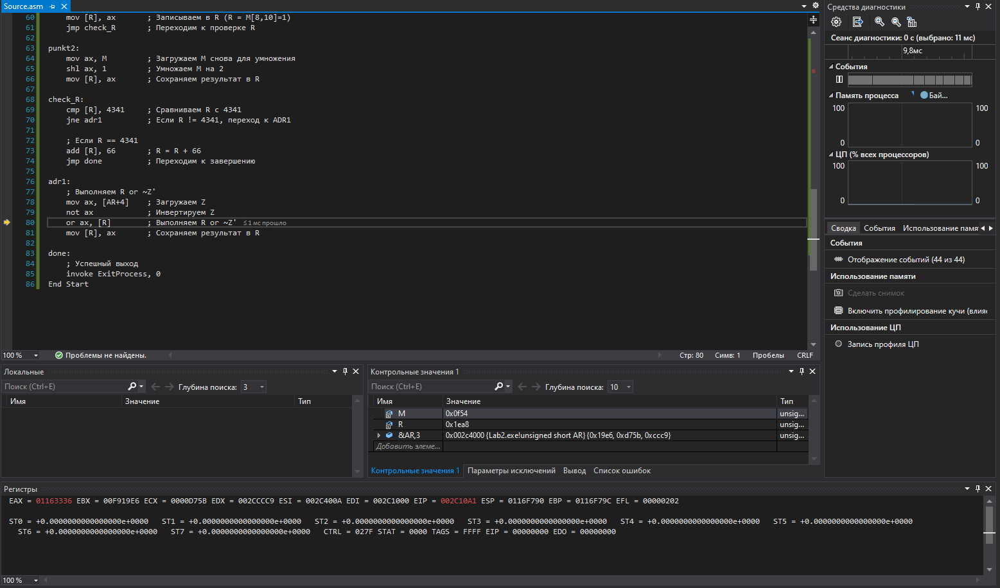 Source.asm
60 mov [R], ax ; Записываем в R (R = M[8,10]=1)
61 jmp check_R ; Переходим к проверке R
62
63 punkt2:
64 mov ax, M ; Загружаем M снова для умножения
65 shl ax, 1 ; Умножаем M на 2
66 mov [R], ax ; Сохраняем результат в R
67
68 check_R:
69 cmp [R], 4341 ; Сравниваем R с 4341
70 jne adr1 ; Если R != 4341, переход к ADR1
71
72 ; Если R == 4341
73 add [R], 66 ; R = R + 66
74 jmp done ; Переходим к завершению
75
76 adr1:
77 ; Выполняем R or ~Z'
78 mov ax, [AR+4] ; Загружаем Z
79 not ax ; Инвертируем Z
80 or ax, [R] ; Выполняем R or ~Z' ≤ 1 мс прошло
81 mov [R], ax ; Сохраняем результат в R
82
83 done:
84 ; Успешный выход
85 invoke ExitProcess, 0
86 End Start
100 % Проблемы не найдены. Стр: 80 Симв: 1 Пробелы CRLF
Локальные
Поиск (Ctrl+E) Глубина поиска: 3
Имя Значение Тип
Контрольные значения 1
Поиск (Ctrl+E) Глубина поиска: 10
Имя Значение Тип
M 0x0f54 unsig...
R 0x1ea8 unsig...
&AR,3 0x002c4000 {Lab2.exe!unsigned short AR} {0x19e6, 0xd75b, 0xccc9} unsig...
Добавить элеме...
Контрольные значения 1 Параметры исключений Вывод Список ошибок
Регистры
EAX = 01163336 EBX = 00F919E6 ECX = 0000D75B EDX = 002CCCC9 ESI = 002C400A EDI = 002C1000 EIP = 002C10A1 ESP = 0116F790 EBP = 0116F79C EFL = 00000202
ST0 = +0.0000000000000000e+0000 ST1 = +0.0000000000000000e+0000 ST2 = +0.0000000000000000e+0000 ST3 = +0.0000000000000000e+0000 ST4 = +0.0000000000000000e+0000 ST5 = +0.0000000000000000e+0000
ST6 = +0.0000000000000000e+0000 ST7 = +0.0000000000000000e+0000 CTRL = 027F STAT = 0000 TAGS = FFFF EIP = 00000000 EDO = 00000000
100 %
Средства диагностики
Сеанс диагностики: 0 с (выбрано: 11 мс)
9,8мс
События
Память процесса Бай...
100 100
0 0
ЦП (% всех процессоров)
100 100
0 0
Сводка События Использование памя
События
Отображение событий (44 из 44)
Использование памяти
Сделать снимок
Включить профилирование кучи (влия
Использование ЦП
Запись профиля ЦП